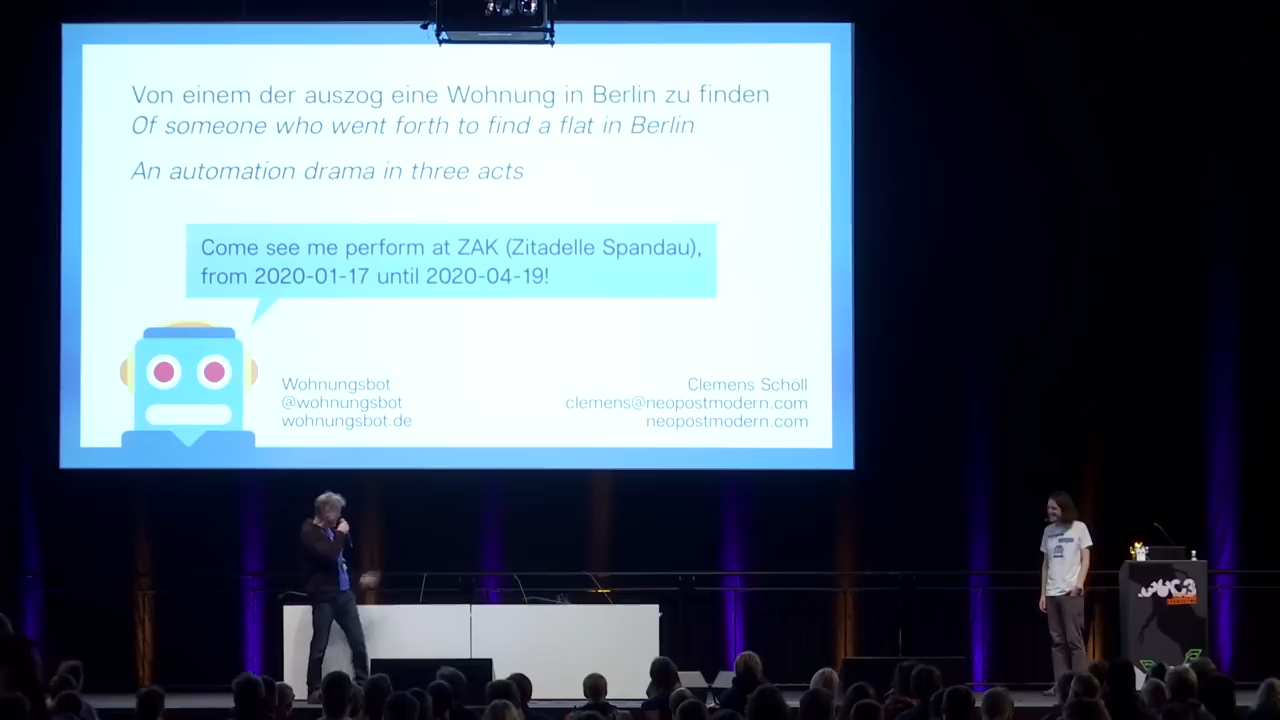 Von einem der auszog eine Wohnung in Berlin zu finden
Of someone who went forth to find a flat in Berlin
An automation drama in three acts
Come see me perform at ZAK (Zitadelle Spandau),
from 2020-01-17 until 2020-04-19!
Wohnungsbot
@wohnungsbot
wohnungsbot.de
Clemens Schöll
clemens@neopostmodern.com
neopostmodern.com